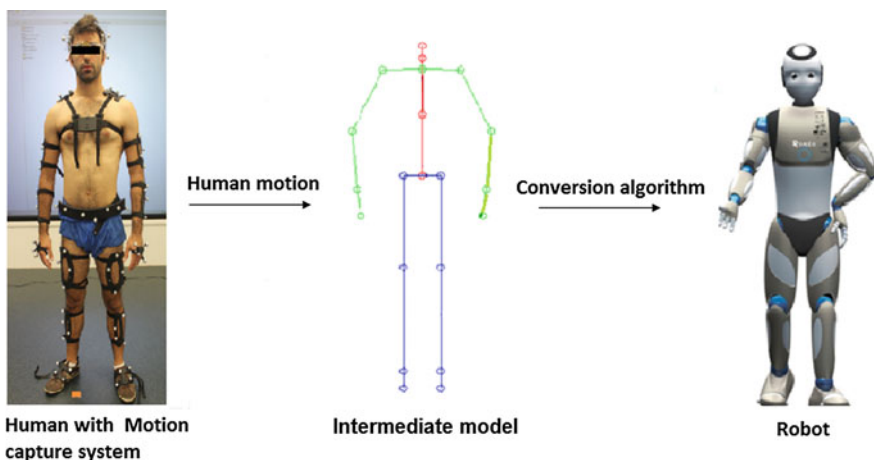 Human motion
Conversion algorithm
Human with Motion
capture system
Intermediate model
Robot